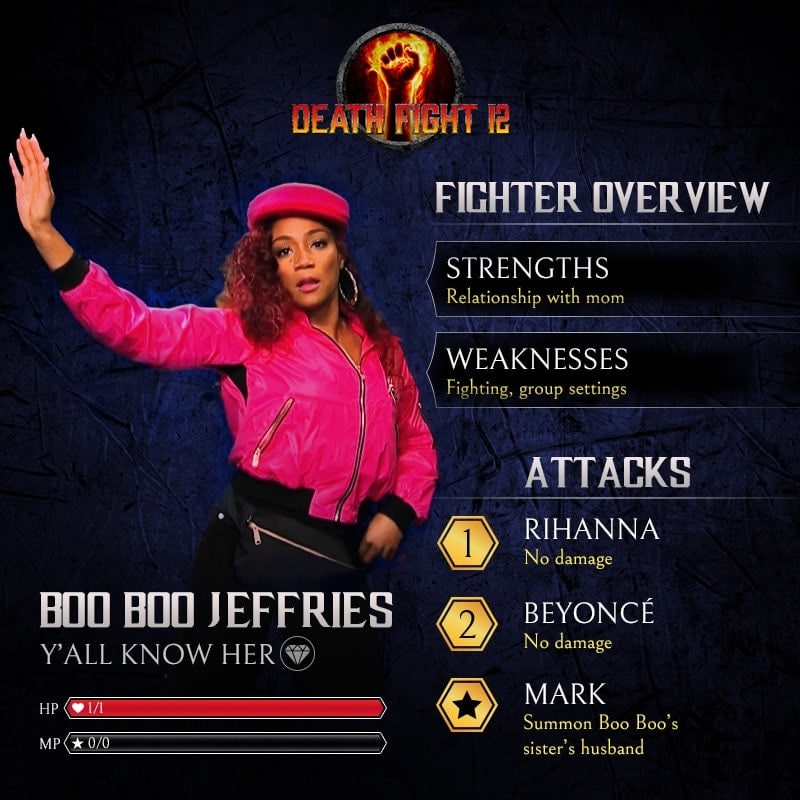 DEATH FIGHT 12
FIGHTER OVERVIEW
STRENGTHS
Relationship with mom
WEAKNESSES
Fighting, group settings
ATTACKS
1
RIHANNA
No damage
2
BEYONCÉ
No damage
MARK
Summon Boo Boo's
sister's husband
BOO BOO JEFFRIES
Y'ALL KNOW HER
HP 1/1
MP 0/0